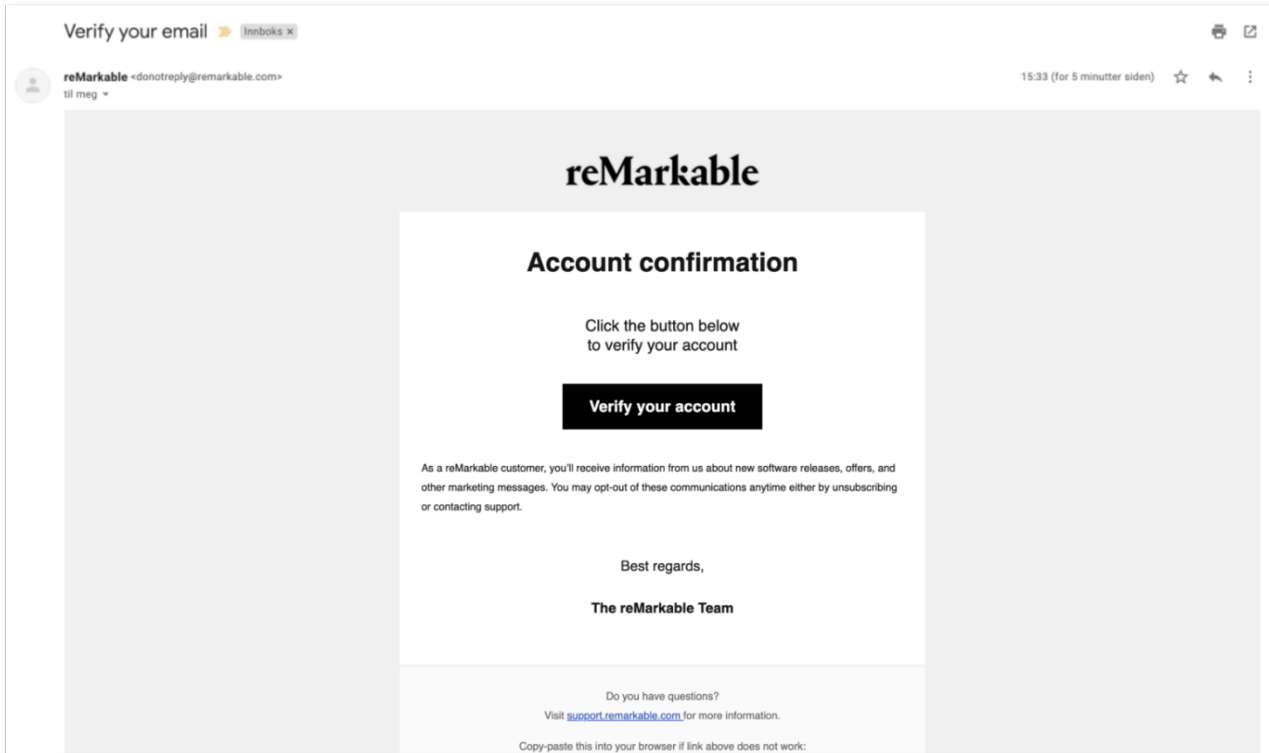 Verify your email Innboks ×
reMarkable <donotreply@remarkable.com> 15:33 (for 5 minutter siden)
til meg
reMarkable
Account confirmation
Click the button below
to verify your account
Verify your account
As a reMarkable customer, you'll receive information from us about new software releases, offers, and
other marketing messages. You may opt-out of these communications anytime either by unsubscribing
or contacting support.
Best regards,
The reMarkable Team
Do you have questions?
Visit support.remarkable.com for more information.
Copy-paste this into your browser if link above does not work: